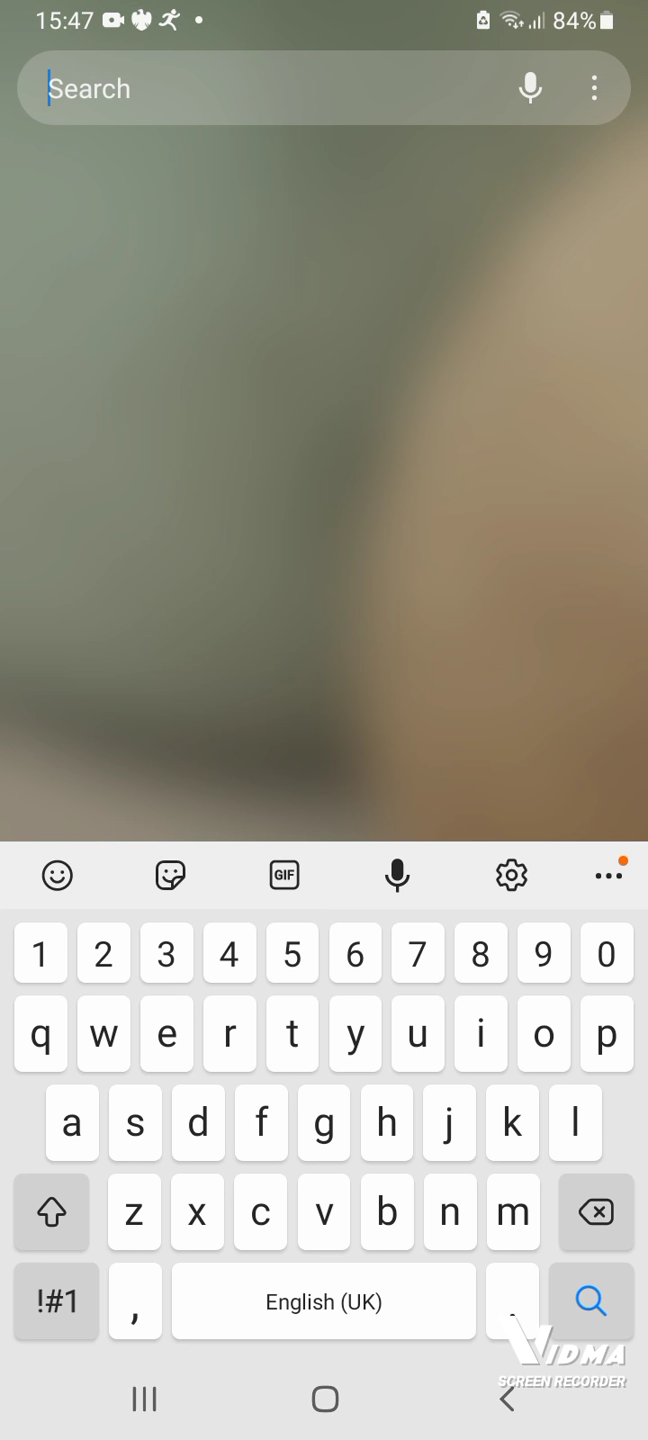 15:47 84%
Search
GIF
1 2 3 4 5 6 7 8 9 0
q w e r t y u i o p
a s d f g h j k l
z x c v b n m
!#1 , English (UK) .
VIDMA
SCREEN RECORDER